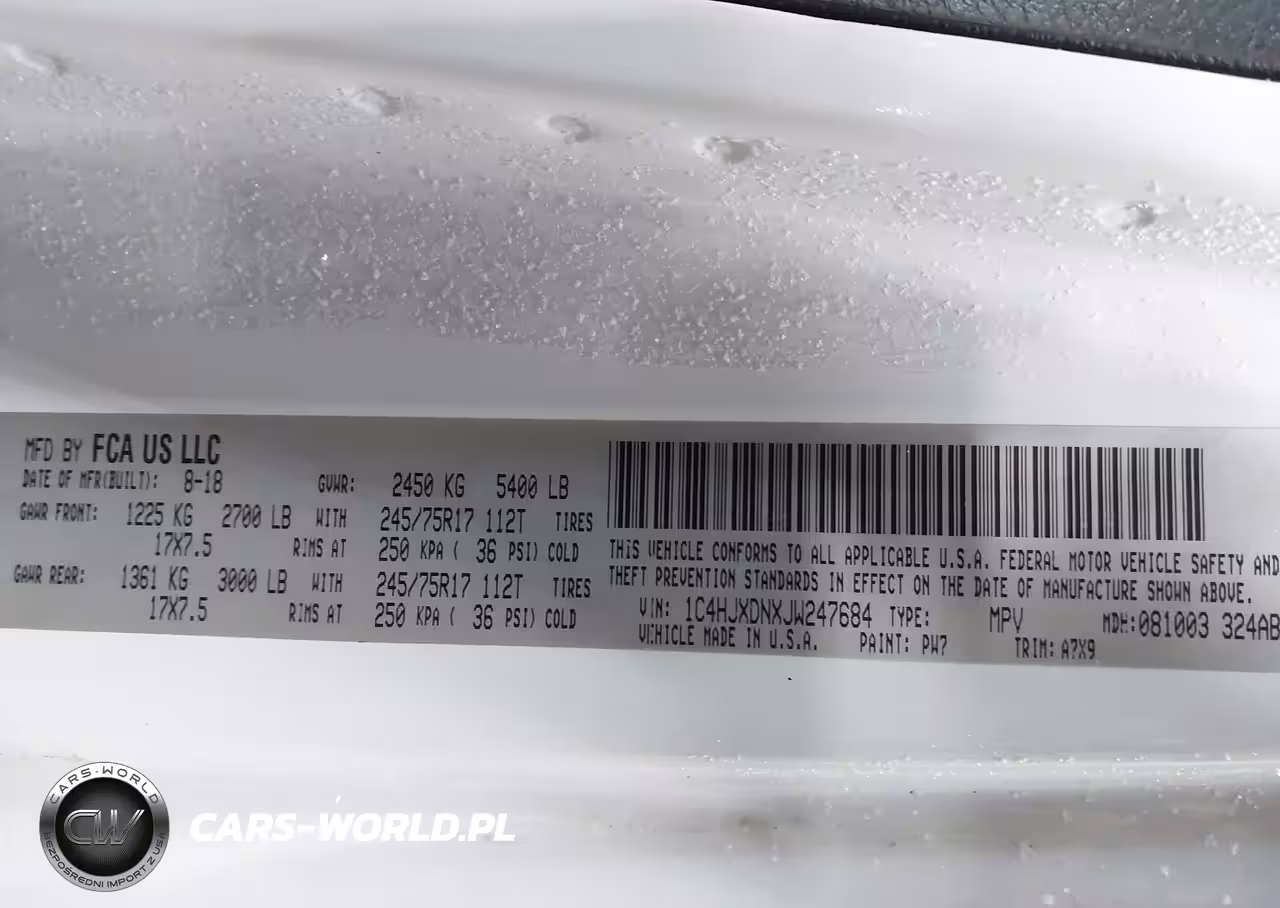 MFD BY FCA US LLC
DATE OF MFR(BUILT): 8-18 GVWR: 2450 KG 5400 LB
GAWR FRONT: 1225 KG 2700 LB WITH 245/75R17 112T TIRES
17X7.5 RIMS AT 250 KPA ( 36 PSI) COLD
GAWR REAR: 1361 KG 3000 LB WITH 245/75R17 112T TIRES
17X7.5 RIMS AT 250 KPA ( 36 PSI) COLD
THIS VEHICLE CONFORMS TO ALL APPLICABLE U.S.A. FEDERAL MOTOR VEHICLE SAFETY AND
THEFT PREVENTION STANDARDS IN EFFECT ON THE DATE OF MANUFACTURE SHOWN ABOVE.
VIN: 1C4HJXDNXJW247684 TYPE: MPV MDH:081003 324AB
VEHICLE MADE IN U.S.A. PAINT: PW7 TRIM: A7X9
CARS-WORLD
CW
BEZPOŚREDNI IMPORT Z USA
CARS-WORLD.PL